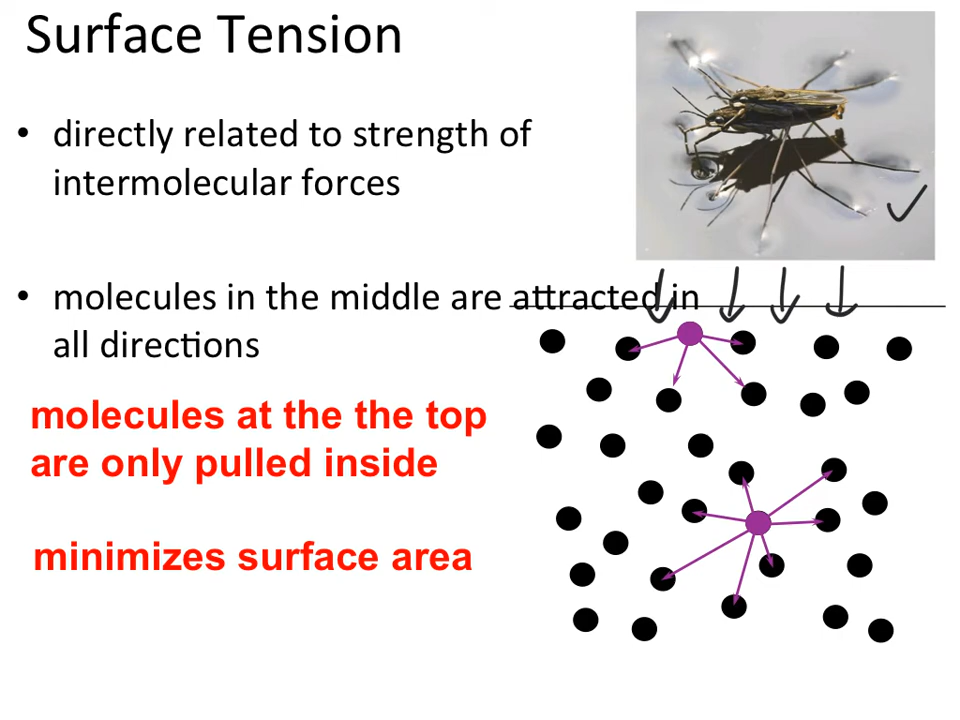 Surface Tension
• directly related to strength of
intermolecular forces
• molecules in the middle are attracted in
all directions
molecules at the the top
are only pulled inside
minimizes surface area